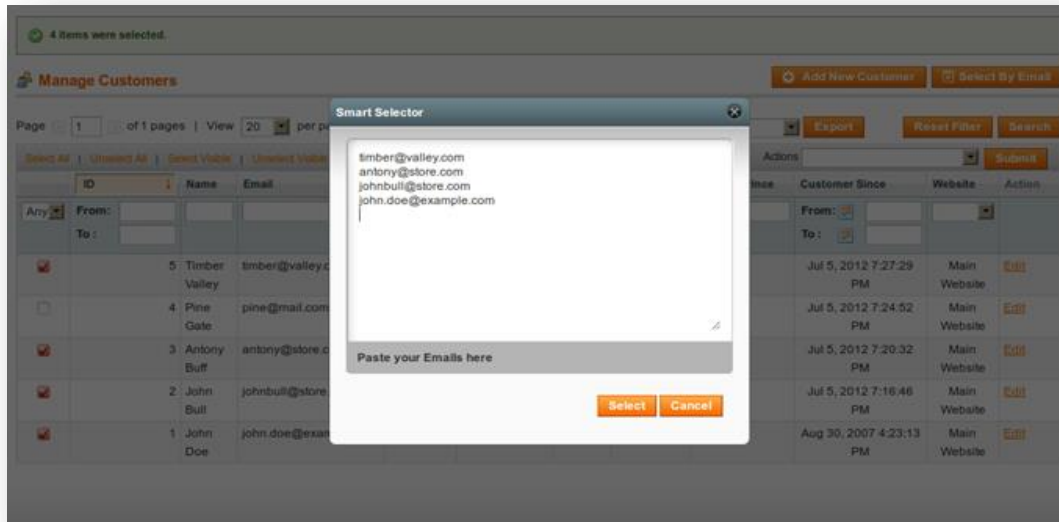 4 items were selected.
Manage Customers
Add New Customer
Select By Email
Page 1 of 1 pages | View 20 per pa
Export
Reset Filter
Search
Smart Selector
Select All | Unselect All | Select Visible | Unselect Visible
Actions
Submit
ID Name Email
ince Customer Since Website Action
Any From:
To :
From:
To :
timber@valley.com
antony@store.com
johnbull@store.com
john.doe@example.com
Paste your Emails here
Select
Cancel
5 Timber Valley timber@valley.c Jul 5, 2012 7:27:29 PM Main Website Edit
4 Pine Gate pine@mail.com Jul 5, 2012 7:24:52 PM Main Website Edit
3 Antony Buff antony@store.c Jul 5, 2012 7:20:32 PM Main Website Edit
2 John Bull johnbull@store. Jul 5, 2012 7:16:46 PM Main Website Edit
1 John Doe john.doe@exam Aug 30, 2007 4:23:13 PM Main Website Edit